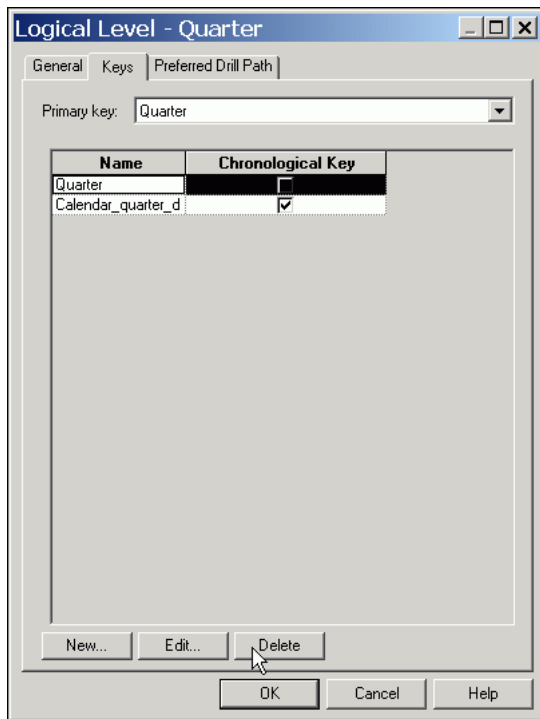 Logical Level - Quarter
General Keys Preferred Drill Path
Primary key: Quarter
Name Chronological Key
Quarter
Calendar_quarter_d
New... Edit... Delete
OK Cancel Help